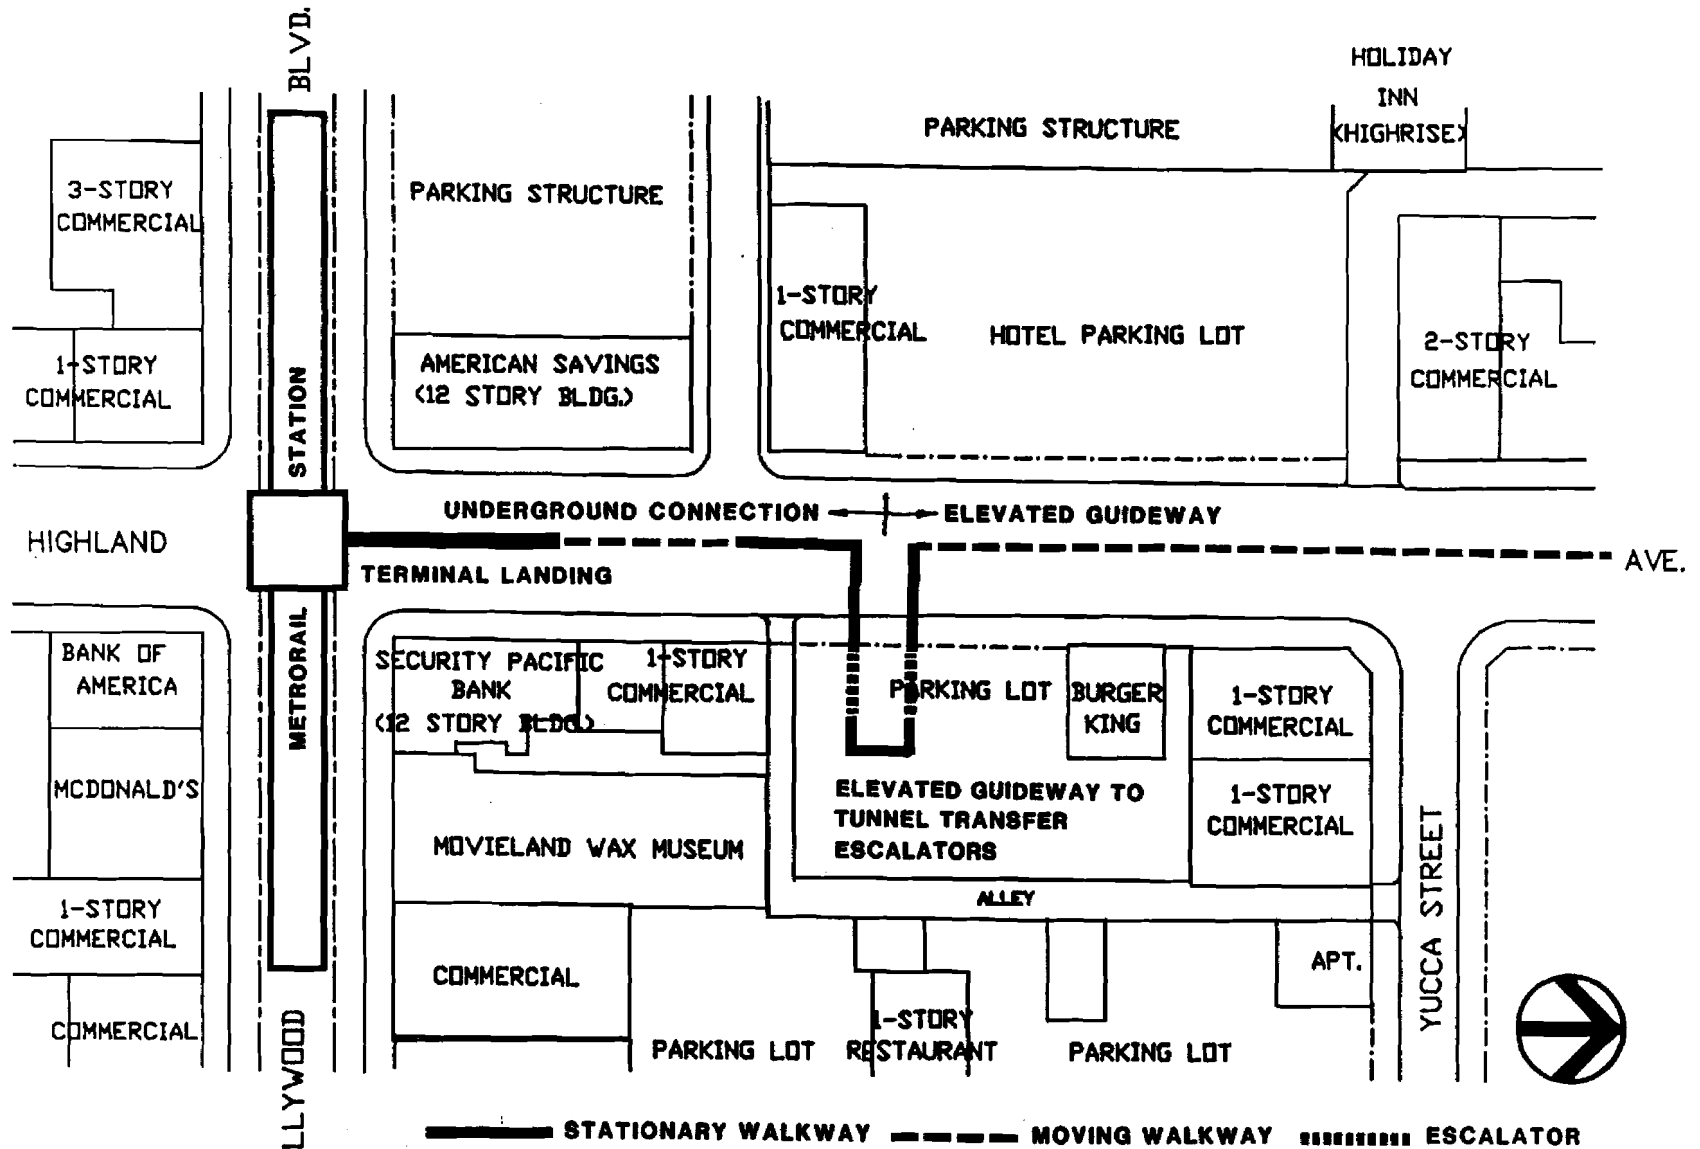 BLVD.
HOLIDAY
INN
(HIGHRISE)
PARKING STRUCTURE
3-STORY
COMMERCIAL
PARKING STRUCTURE
1-STORY
COMMERCIAL
HOTEL PARKING LOT
2-STORY
COMMERCIAL
1-STORY
COMMERCIAL
AMERICAN SAVINGS
(12 STORY BLDG.)
STATION
UNDERGROUND CONNECTION
ELEVATED GUIDEWAY
HIGHLAND
AVE.
TERMINAL LANDING
METRORAIL
BANK OF
AMERICA
SECURITY PACIFIC
BANK
(12 STORY BLDG.)
1-STORY
COMMERCIAL
PARKING LOT
BURGER
KING
1-STORY
COMMERCIAL
MCDONALD'S
MOVIELAND WAX MUSEUM
ELEVATED GUIDEWAY TO
TUNNEL TRANSFER
ESCALATORS
1-STORY
COMMERCIAL
ALLEY
YUCCA STREET
1-STORY
COMMERCIAL
COMMERCIAL
APT.
COMMERCIAL
PARKING LOT
1-STORY
RESTAURANT
PARKING LOT
LLYWOOD
STATIONARY WALKWAY
MOVING WALKWAY
ESCALATOR